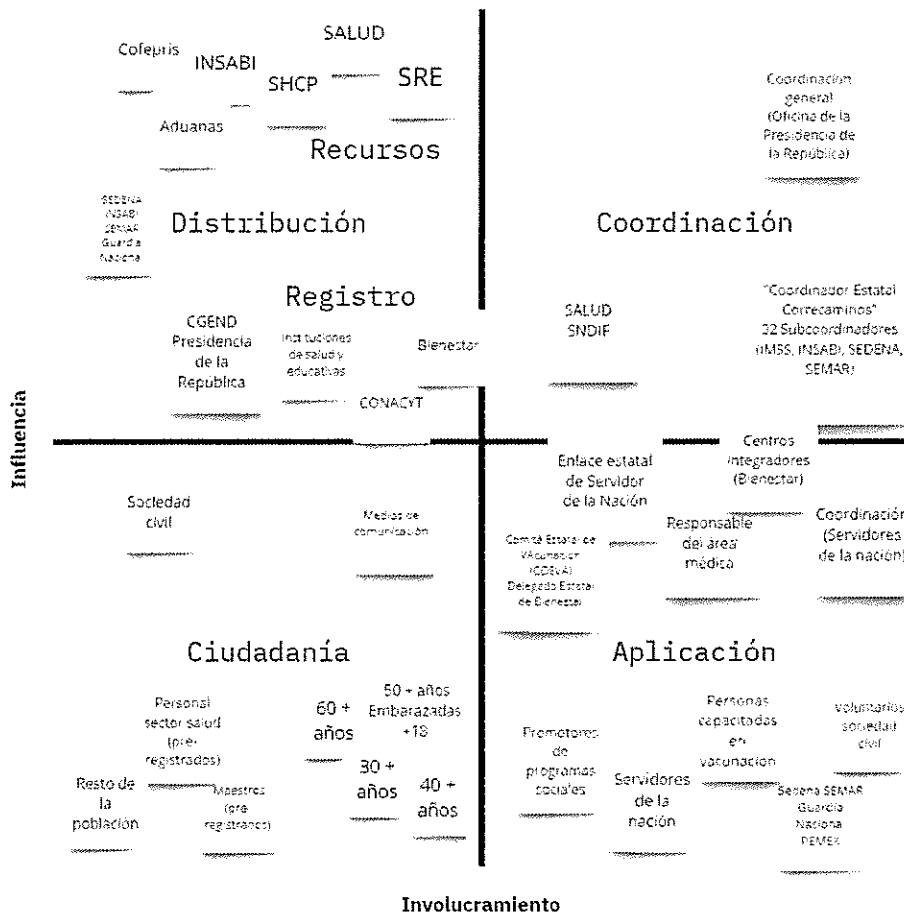 Cofepris
INSABI
SALUD
SHCP
SRE
Aduanas
Recursos
SEDENA
INSABI
SEMAR
Guardia
Nacional
Distribución
Registro
CGEND
Presidencia
de la
República
Instituciones
de salud y
educativas
Bienestar
CONACYT
Coordinación
general
(Oficina de la
Presidencia de
la República)
Coordinación
SALUD
SNDIF
"Coordinador Estatal
Correcaminos"
32 Subcoordinadores
(IMSS, INSABI, SEDENA,
SEMAR)
Influencia
Sociedad
civil
Medios de
comunicación
Ciudadanía
Personal
sector salud
(pre-
registrados)
60 +
años
50 + años
Embarazadas
+18
30 +
años
40 +
años
Resto de
la
población
Maestros
(pre
registrados)
Enlace estatal
de Servidor
de la Nación
Centros
integradores
(Bienestar)
Comité Estatal de
VAcunación
(COEVA)
Delegado Estatal
de Bienestar
Responsable
del área
médica
Coordinación
(Servidores
de la nación)
Aplicación
Promotores
de
programas
sociales
Servidores
de la
nación
Personas
capacitadas
en
vacunación
Voluntarios
sociedad
civil
Sedena SEMAR
Guardia
Nacional
PEMEX
Involucramiento